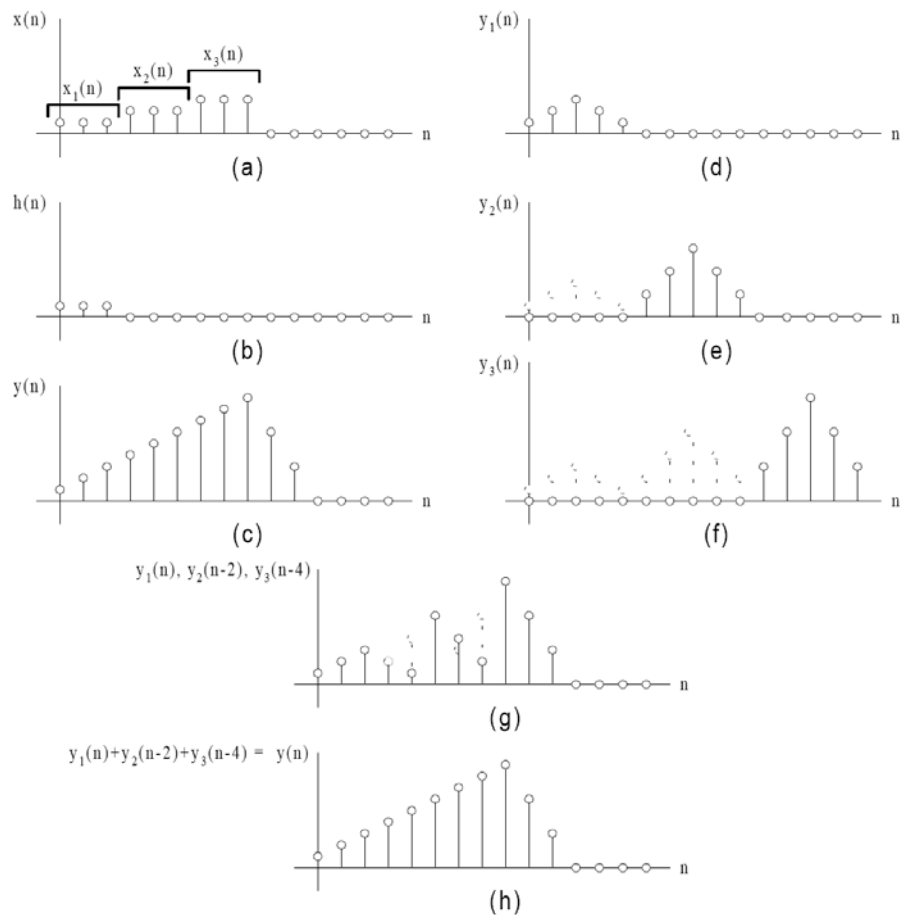 x(n)
x₁(n)
x₂(n)
x₃(n)
n
(a)
y₁(n)
n
(d)
h(n)
n
(b)
y₂(n)
n
(e)
y(n)
n
(c)
y₃(n)
n
(f)
y₁(n), y₂(n-2), y₃(n-4)
n
(g)
y₁(n)+y₂(n-2)+y₃(n-4) = y(n)
n
(h)